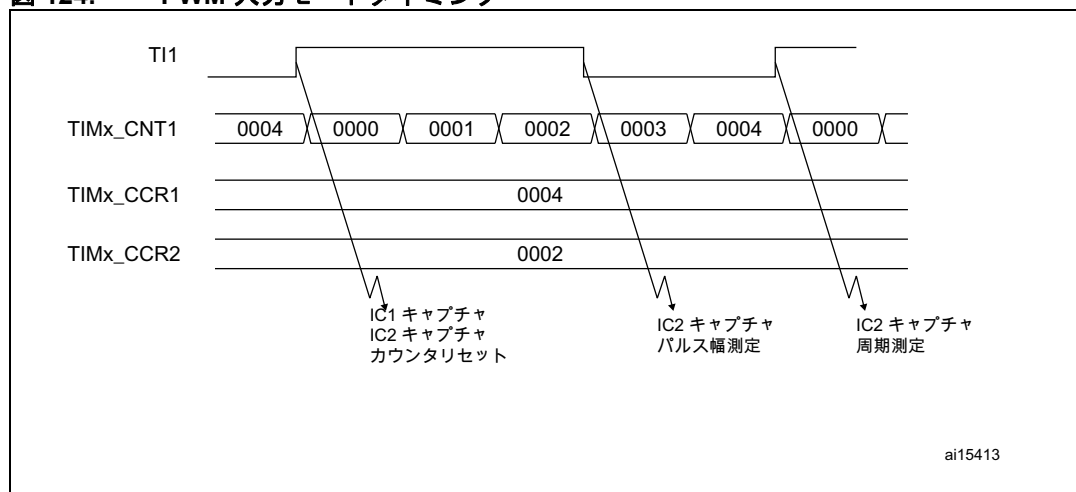 図 124. PWM 入力モードタイミング
TI1
TIMx_CNT1 0004 0000 0001 0002 0003 0004 0000
TIMx_CCR1 0004
TIMx_CCR2 0002
IC1 キャプチャ
IC2 キャプチャ
カウンタリセット
IC2 キャプチャ
パルス幅測定
IC2 キャプチャ
周期測定
ai15413